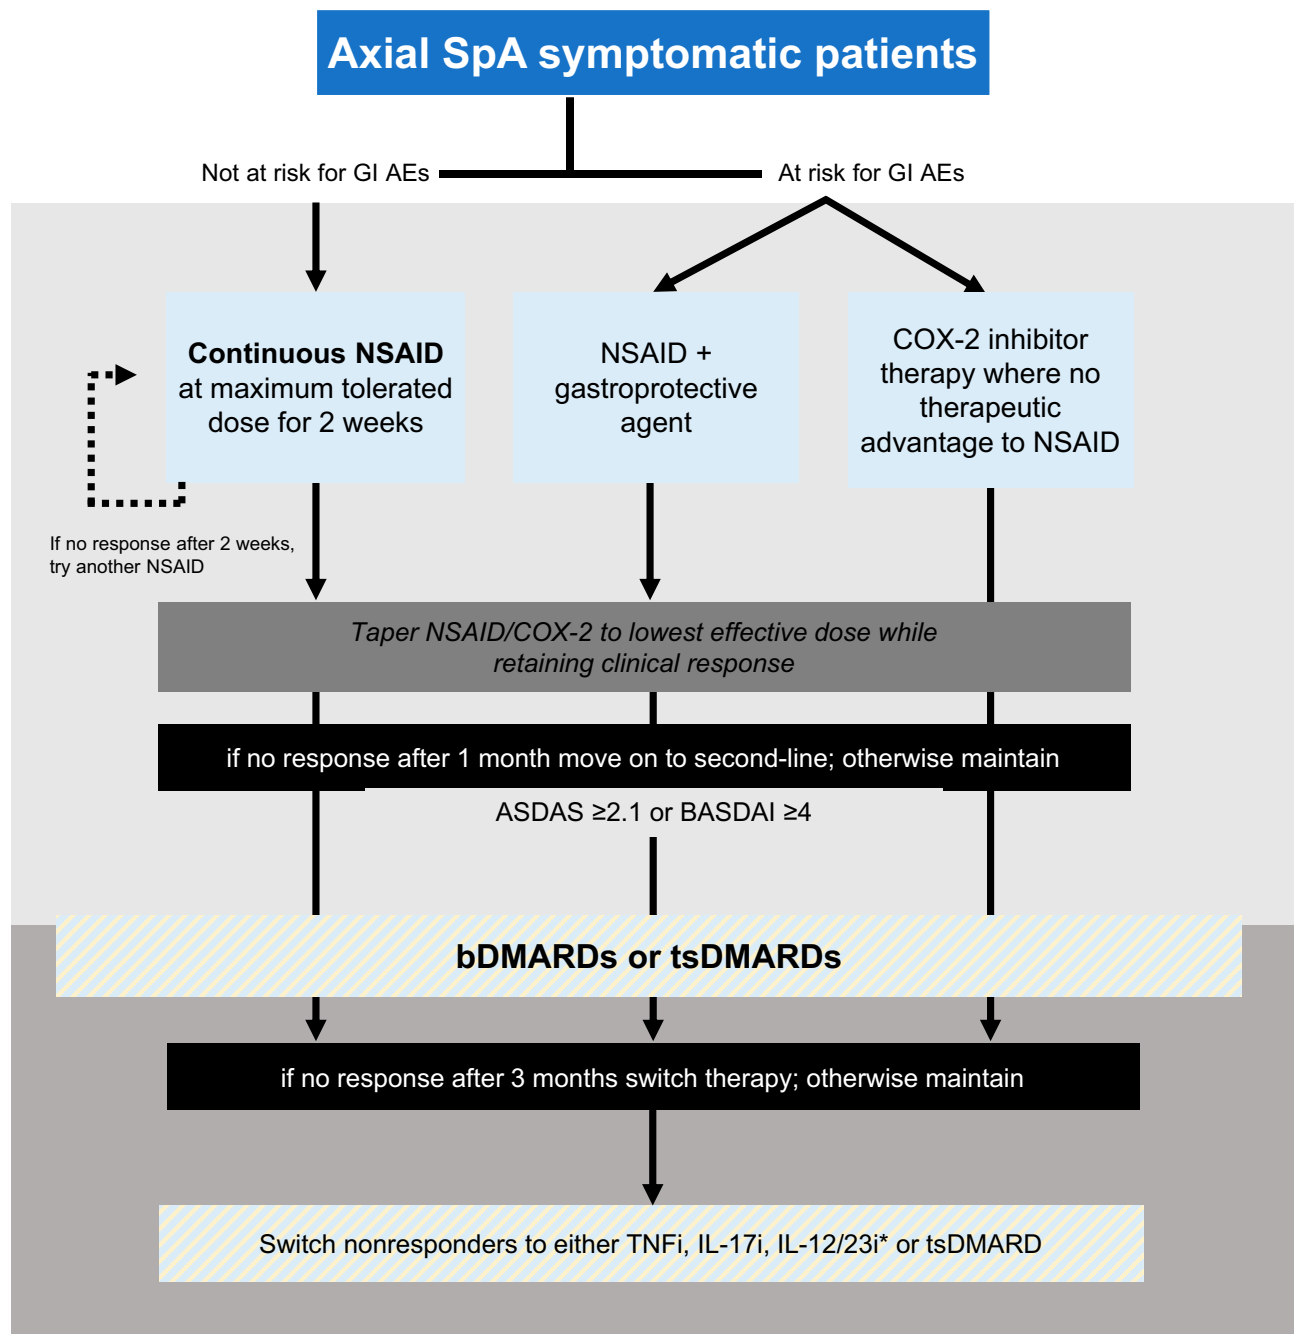 Axial SpA symptomatic patients
Not at risk for GI AEs
At risk for GI AEs
Continuous NSAID
at maximum tolerated
dose for 2 weeks
NSAID +
gastroprotective
agent
COX-2 inhibitor
therapy where no
therapeutic
advantage to NSAID
If no response after 2 weeks,
try another NSAID
Taper NSAID/COX-2 to lowest effective dose while
retaining clinical response
if no response after 1 month move on to second-line; otherwise maintain
ASDAS ≥2.1 or BASDAI ≥4
bDMARDs or tsDMARDs
if no response after 3 months switch therapy; otherwise maintain
Switch nonresponders to either TNFi, IL-17i, IL-12/23i* or tsDMARD